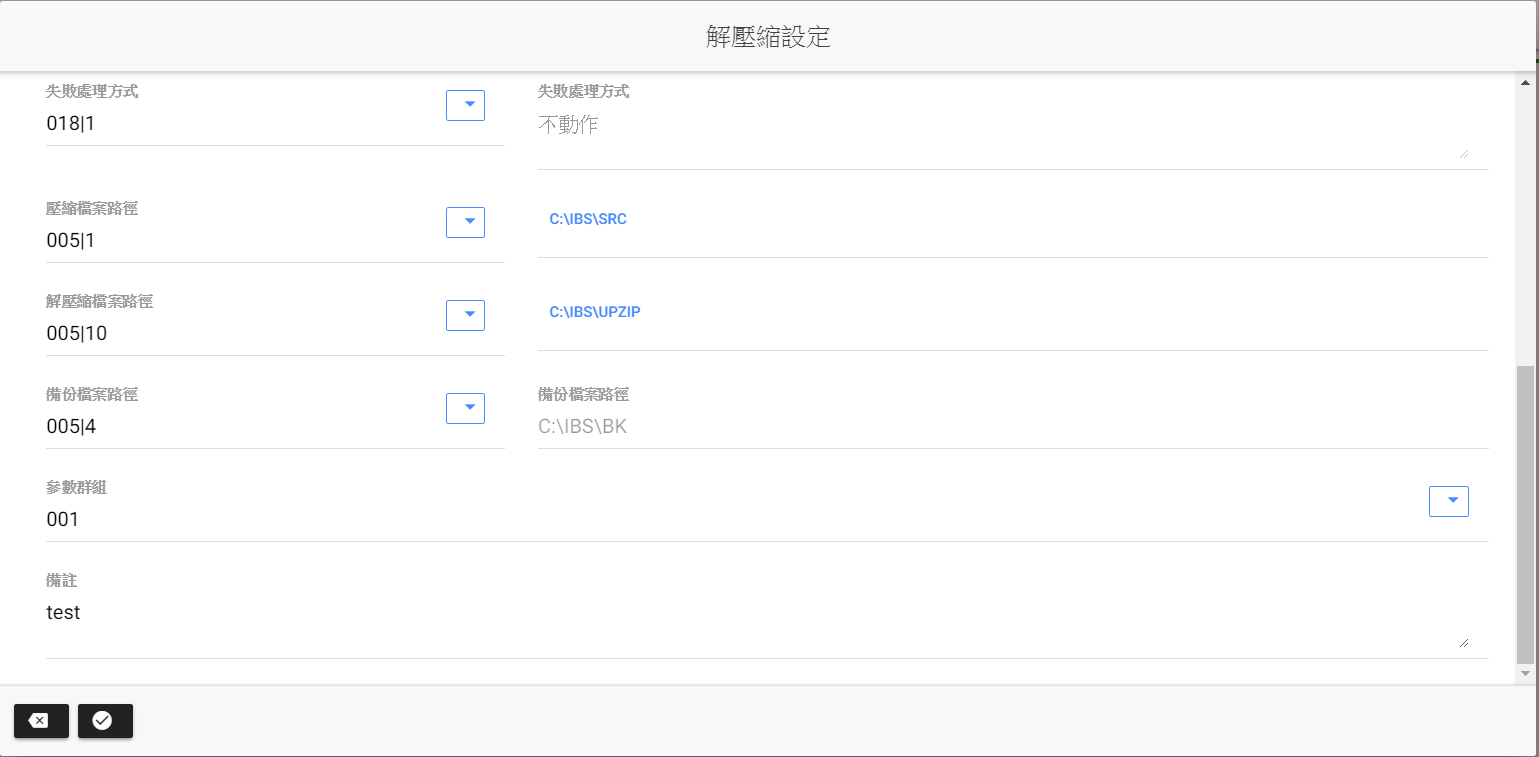 解壓縮設定
失敗處理方式
018|1
失敗處理方式
不動作
壓縮檔案路徑
005|1
C:\IBS\SRC
解壓縮檔案路徑
005|10
C:\IBS\UPZIP
備份檔案路徑
005|4
備份檔案路徑
C:\IBS\BK
參數群組
001
備註
test